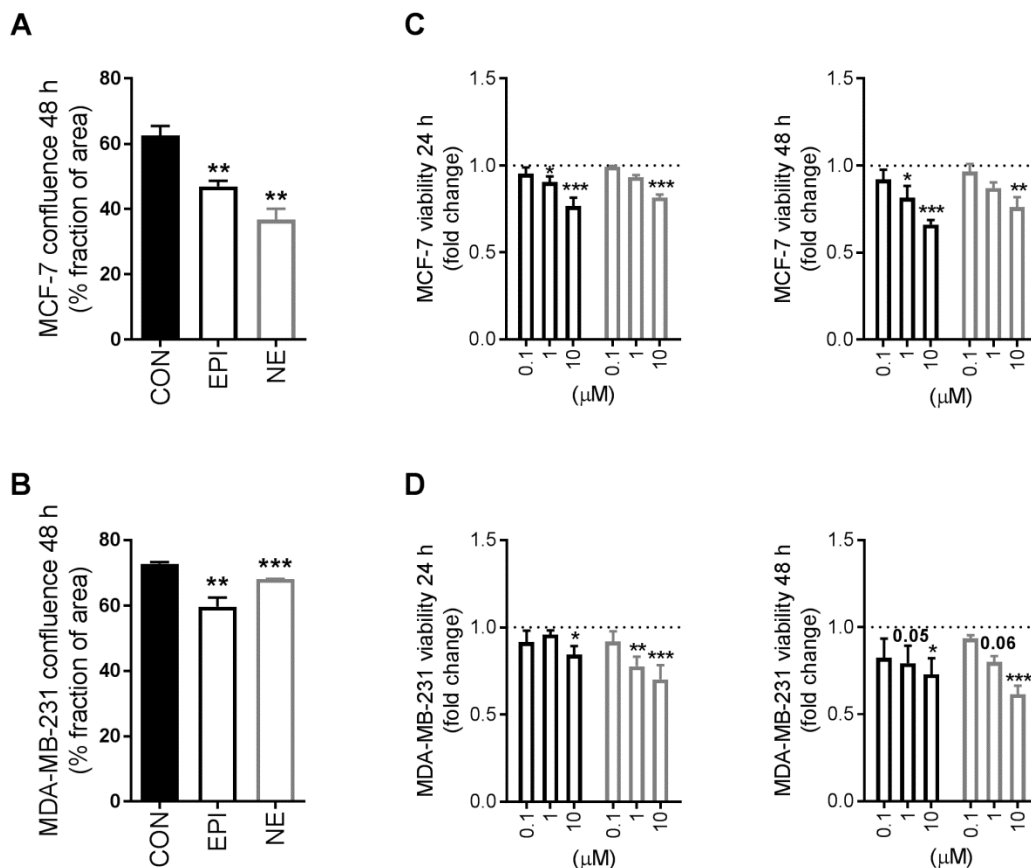 A
MCF-7 confluence 48 h
(% fraction of area)
80
60
40
20
0
**
**
CON
EPI
NE
C
MCF-7 viability 24 h
(fold change)
1.5
1.0
0.5
0.0
*
***
***
0.1
1
10
0.1
1
10
(μM)
MCF-7 viability 48 h
(fold change)
1.5
1.0
0.5
0.0
*
***
**
0.1
1
10
0.1
1
10
(μM)
B
MDA-MB-231 confluence 48 h
(% fraction of area)
80
60
40
20
0
**
***
CON
EPI
NE
D
MDA-MB-231 viability 24 h
(fold change)
1.5
1.0
0.5
0.0
*
**
***
0.1
1
10
0.1
1
10
(μM)
MDA-MB-231 viability 48 h
(fold change)
1.5
1.0
0.5
0.0
0.05
*
0.06
***
0.1
1
10
0.1
1
10
(μM)